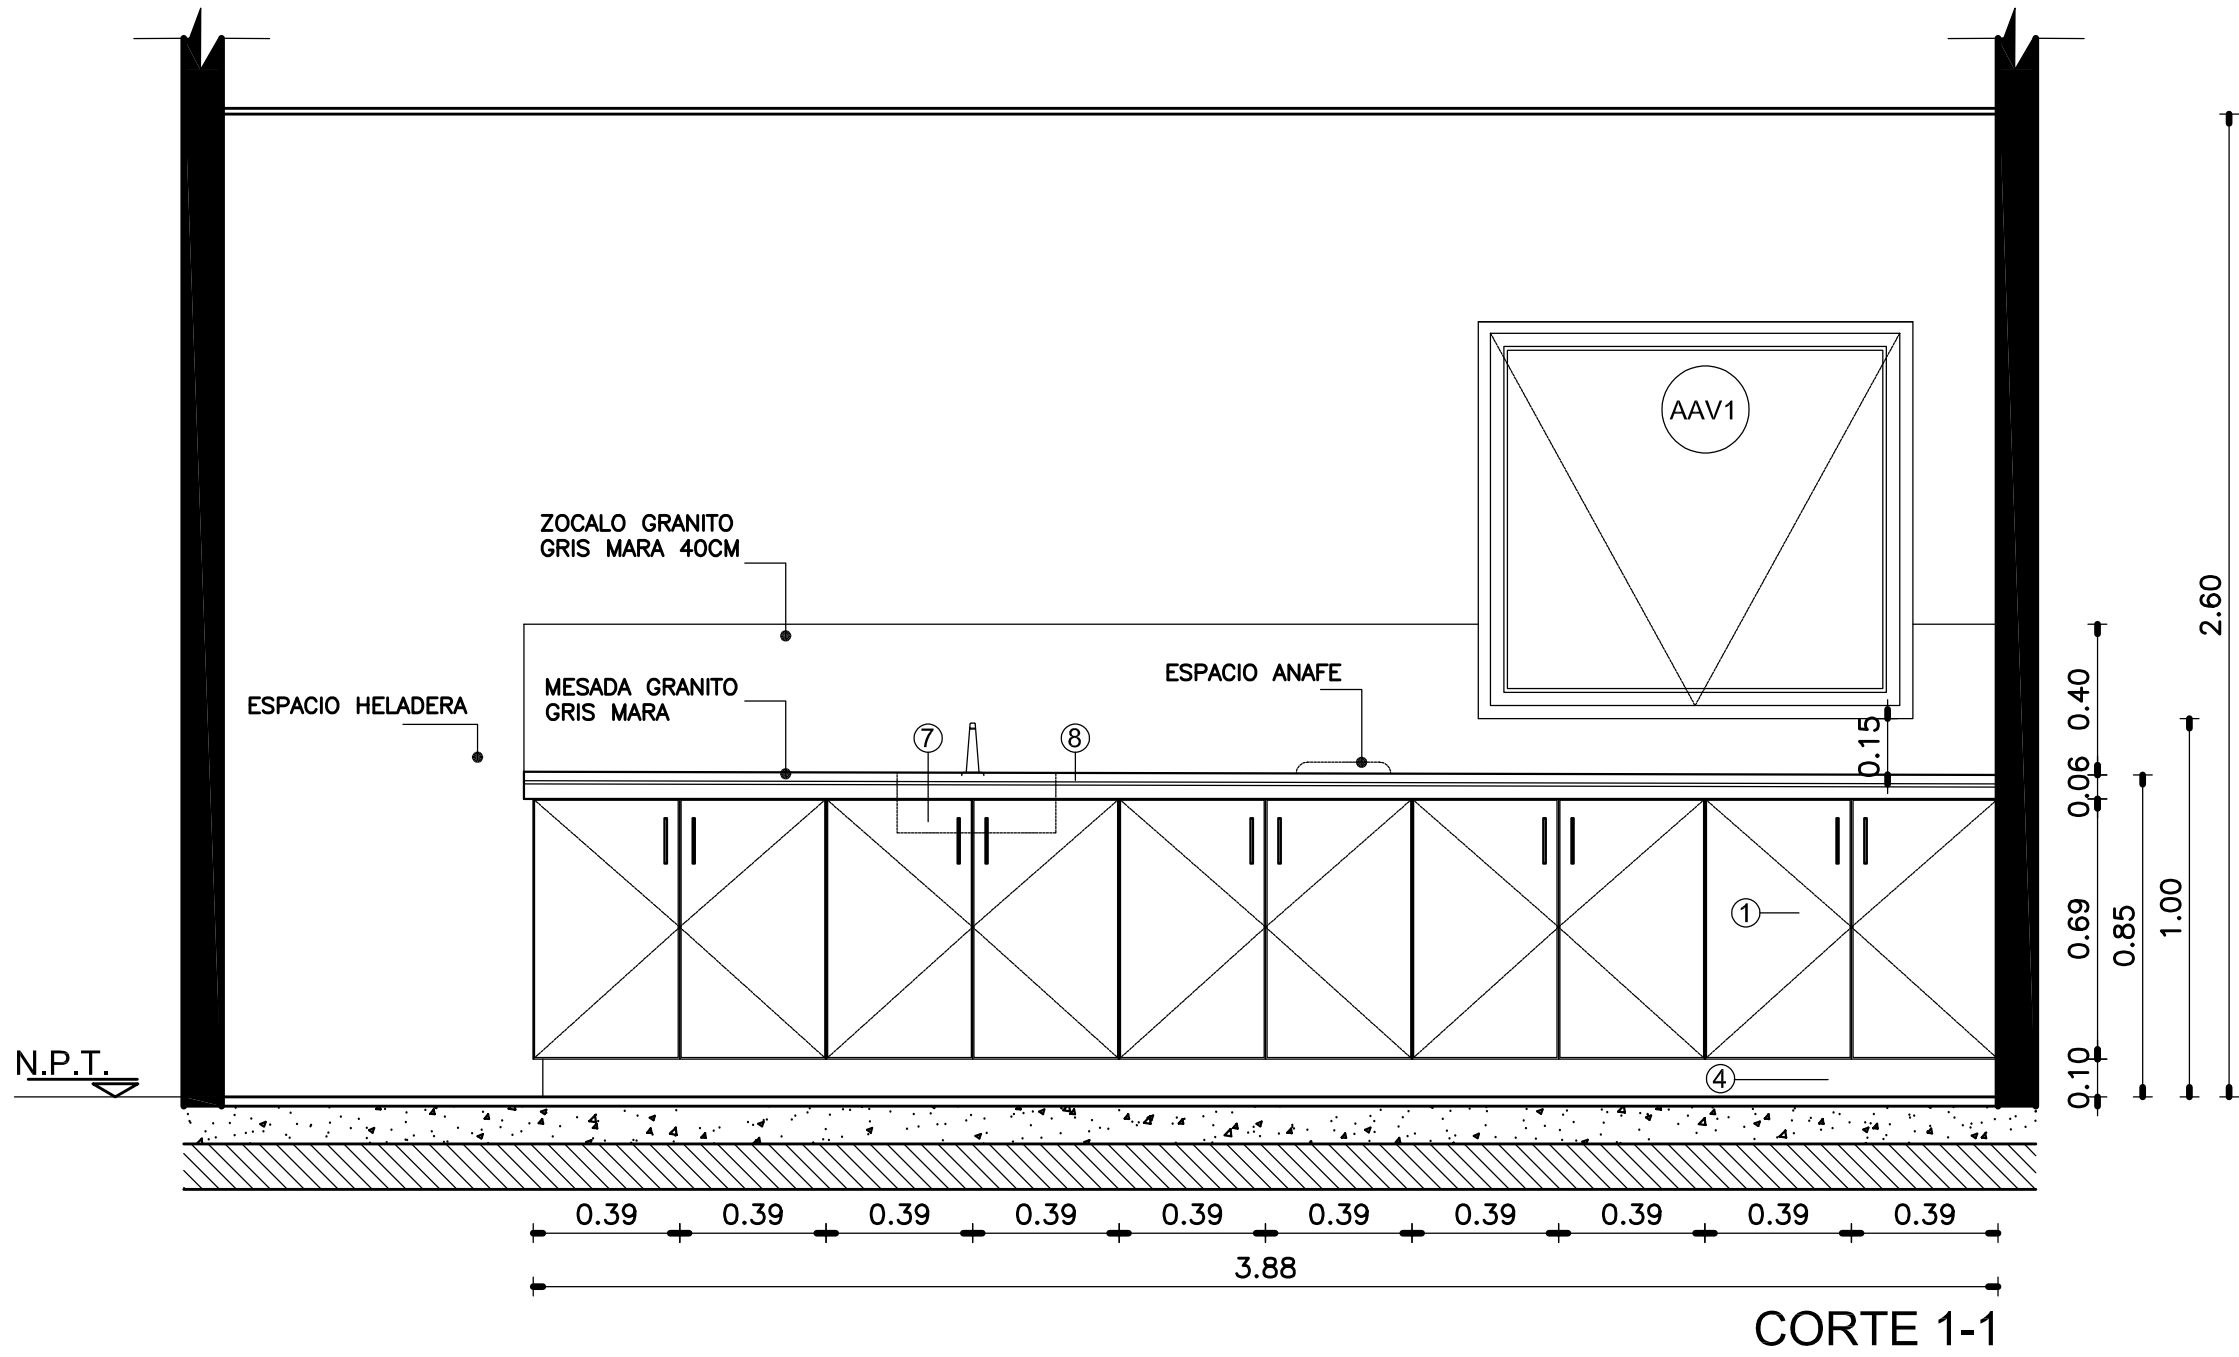 AAV1
ZOCALO GRANITO
GRIS MARA 40CM
2.60
ESPACIO ANAFE
MESADA GRANITO
GRIS MARA
ESPACIO HELADERA
0.40
7
8
0.15
0.06
1
0.69
0.85
1.00
N.P.T.
4
0.10
0.39 0.39 0.39 0.39 0.39 0.39 0.39 0.39 0.39 0.39
3.88
CORTE 1-1